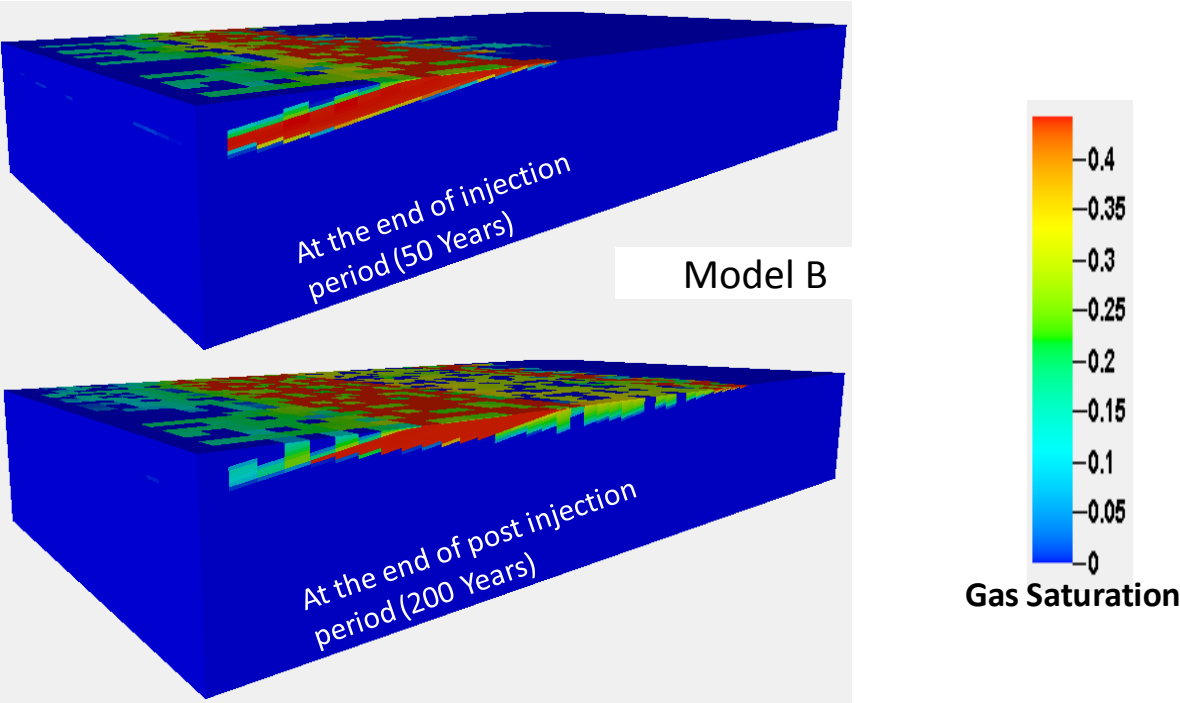 At the end of injection
period (50 Years)
Model B
At the end of post injection
period (200 Years)
0.4
0.35
0.3
0.25
0.2
0.15
0.1
0.05
0
Gas Saturation